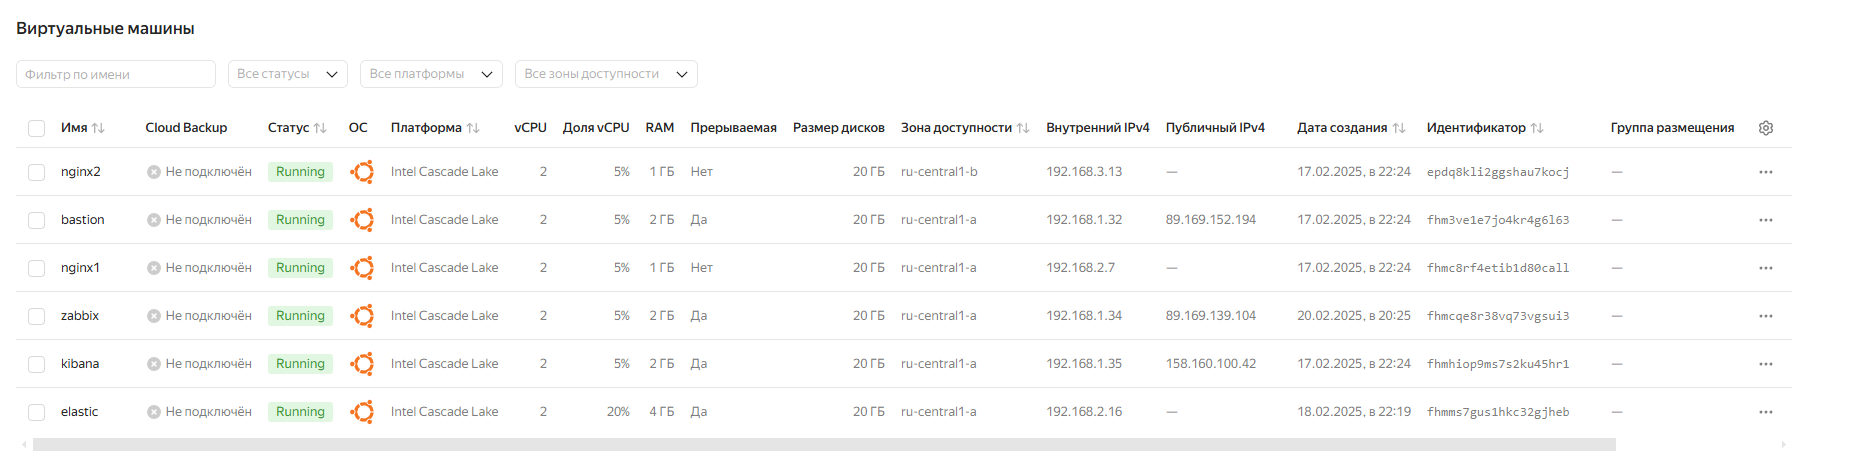 Виртуальные машины
Фильтр по имени Все статусы Все платформы Все зоны доступности
Имя Cloud Backup Статус ОС Платформа vCPU Доля vCPU RAM Прерываемая Размер дисков Зона доступности Внутренний IPv4 Публичный IPv4 Дата создания Идентификатор Группа размещения
nginx2 Не подключён Running Intel Cascade Lake 2 5% 1 ГБ Нет 20 ГБ ru-central1-b 192.168.3.13 — 17.02.2025, в 22:24 epdq8kli2ggshau7kocj —
bastion Не подключён Running Intel Cascade Lake 2 5% 2 ГБ Да 20 ГБ ru-central1-a 192.168.1.32 89.169.152.194 17.02.2025, в 22:24 fhm3ve1e7jo4kr4g6l63 —
nginx1 Не подключён Running Intel Cascade Lake 2 5% 1 ГБ Нет 20 ГБ ru-central1-a 192.168.2.7 — 17.02.2025, в 22:24 fhmc8rf4etib1d80call —
zabbix Не подключён Running Intel Cascade Lake 2 5% 2 ГБ Да 20 ГБ ru-central1-a 192.168.1.34 89.169.139.104 20.02.2025, в 20:25 fhmcqe8r38vq73vgsui3 —
kibana Не подключён Running Intel Cascade Lake 2 5% 2 ГБ Да 20 ГБ ru-central1-a 192.168.1.35 158.160.100.42 17.02.2025, в 22:24 fhmhiop9ms7s2ku45hr1 —
elastic Не подключён Running Intel Cascade Lake 2 20% 4 ГБ Да 20 ГБ ru-central1-a 192.168.2.16 — 18.02.2025, в 22:19 fhmms7gus1hkc32gjheb —